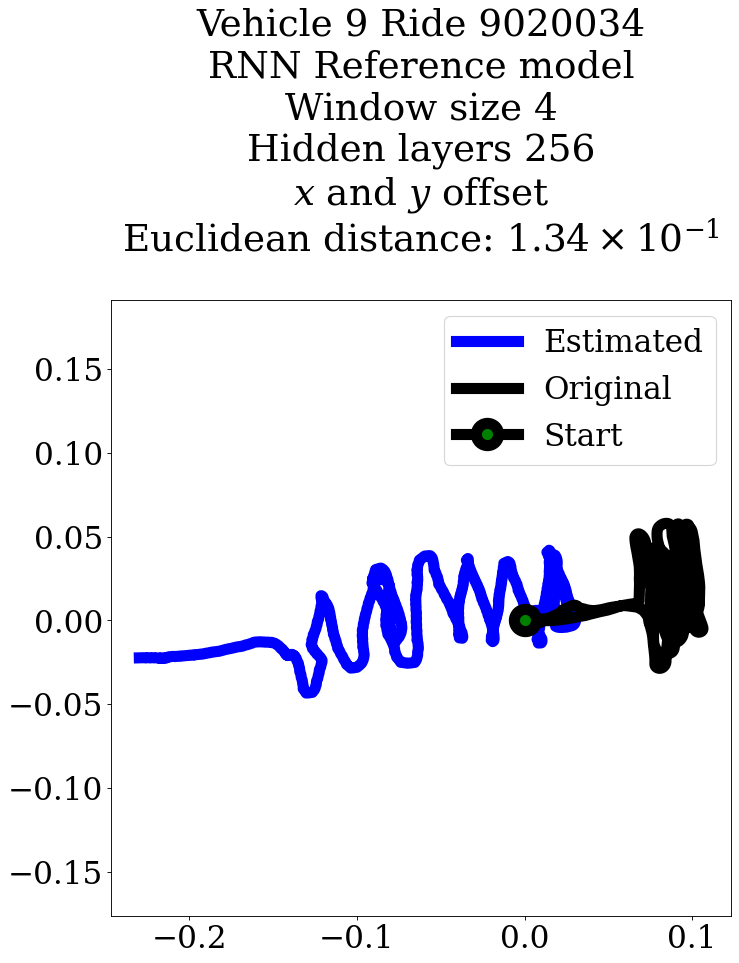 Vehicle 9 Ride 9020034
RNN Reference model
Window size 4
Hidden layers 256
x and y offset
Euclidean distance: 1.34 × 10⁻¹
Estimated
Original
Start
0.15
0.10
0.05
0.00
−0.05
−0.10
−0.15
−0.2
−0.1
0.0
0.1